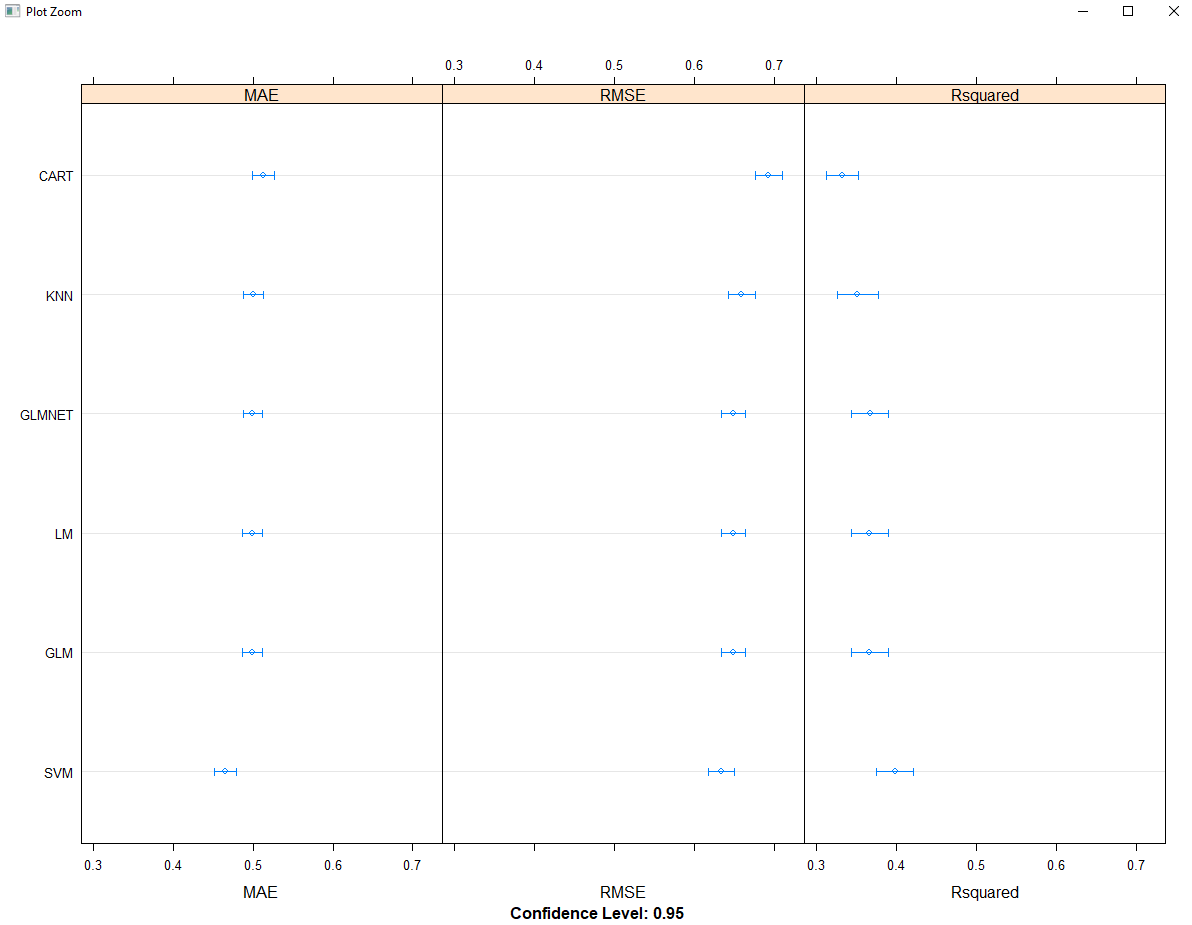 Plot Zoom
0.3 0.4 0.5 0.6 0.7
MAE RMSE Rsquared
CART
KNN
GLMNET
LM
GLM
SVM
0.3 0.4 0.5 0.6 0.7 0.3 0.4 0.5 0.6 0.7
MAE RMSE Rsquared
Confidence Level: 0.95